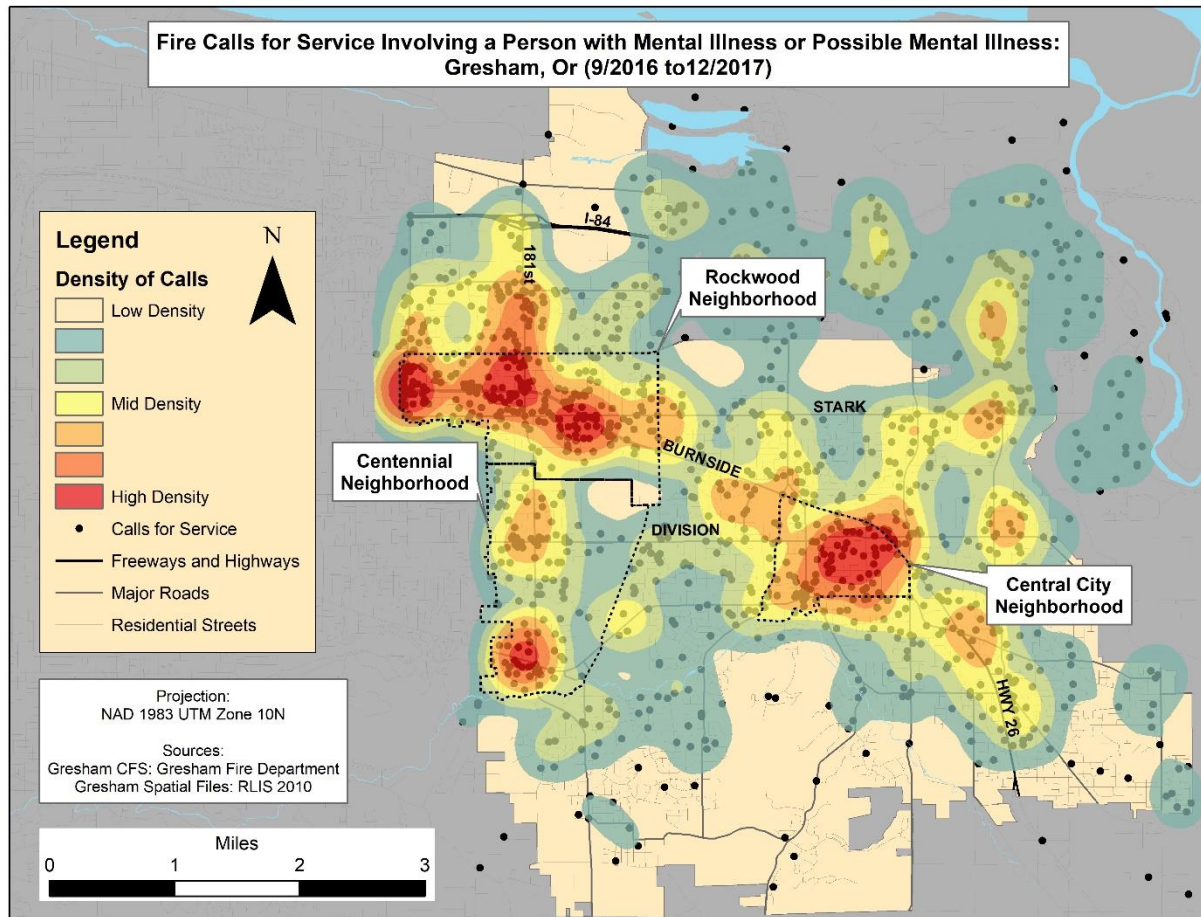 Fire Calls for Service Involving a Person with Mental Illness or Possible Mental Illness:
Gresham, Or (9/2016 to12/2017)
Legend
N
Density of Calls
Low Density
Mid Density
High Density
Calls for Service
Freeways and Highways
Major Roads
Residential Streets
I-84
181st
Rockwood
Neighborhood
STARK
BURNSIDE
Centennial
Neighborhood
DIVISION
Central City
Neighborhood
HWY 26
Projection:
NAD 1983 UTM Zone 10N
Sources:
Gresham CFS: Gresham Fire Department
Gresham Spatial Files: RLIS 2010
Miles
0 1 2 3